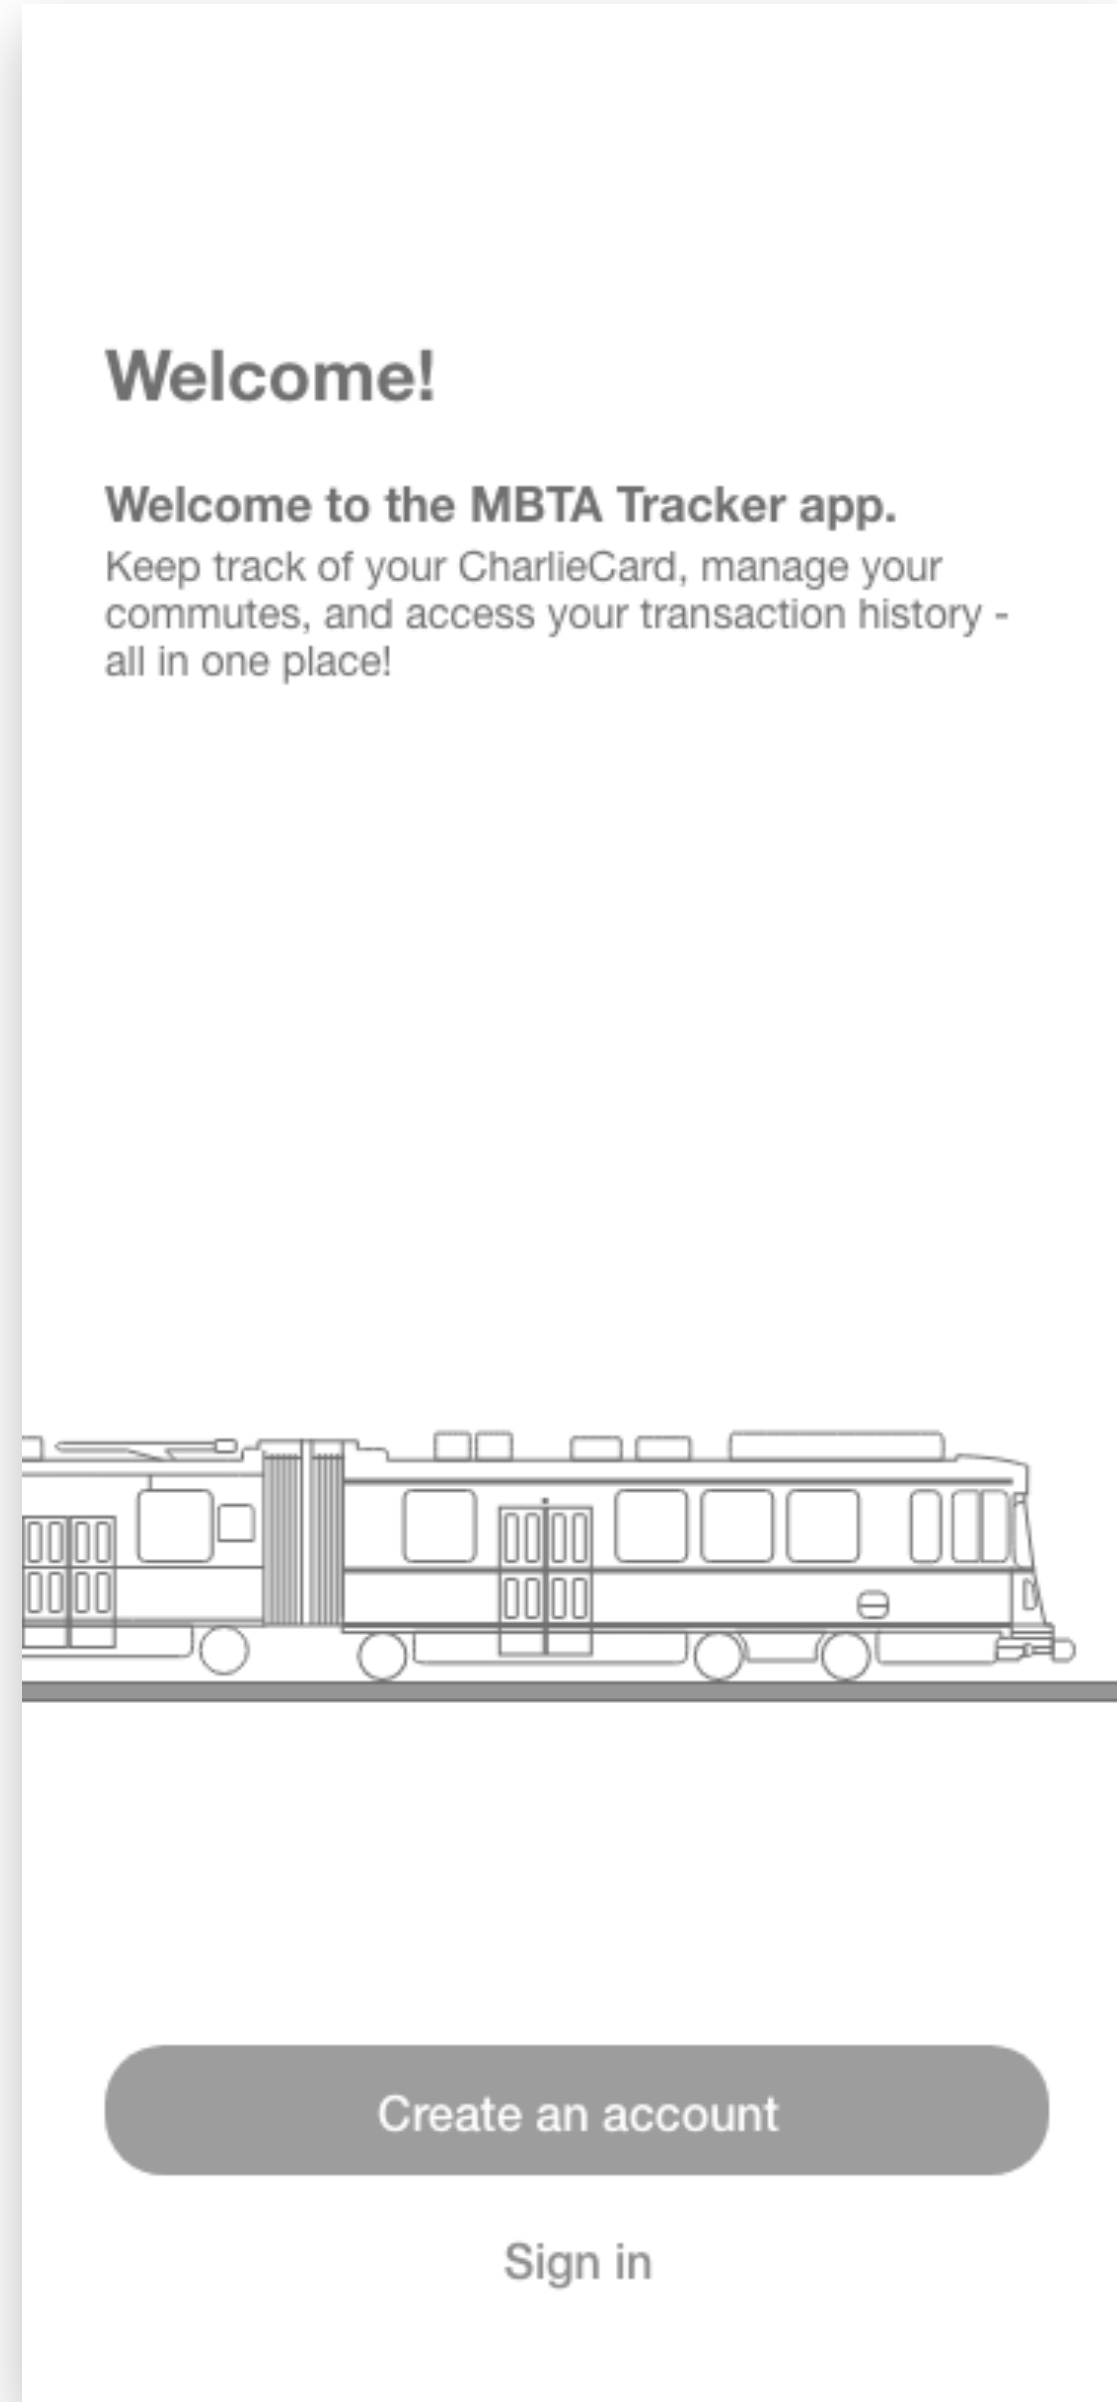 Welcome!
Welcome to the MBTA Tracker app.
Keep track of your CharlieCard, manage your
commutes, and access your transaction history -
all in one place!
Create an account
Sign in